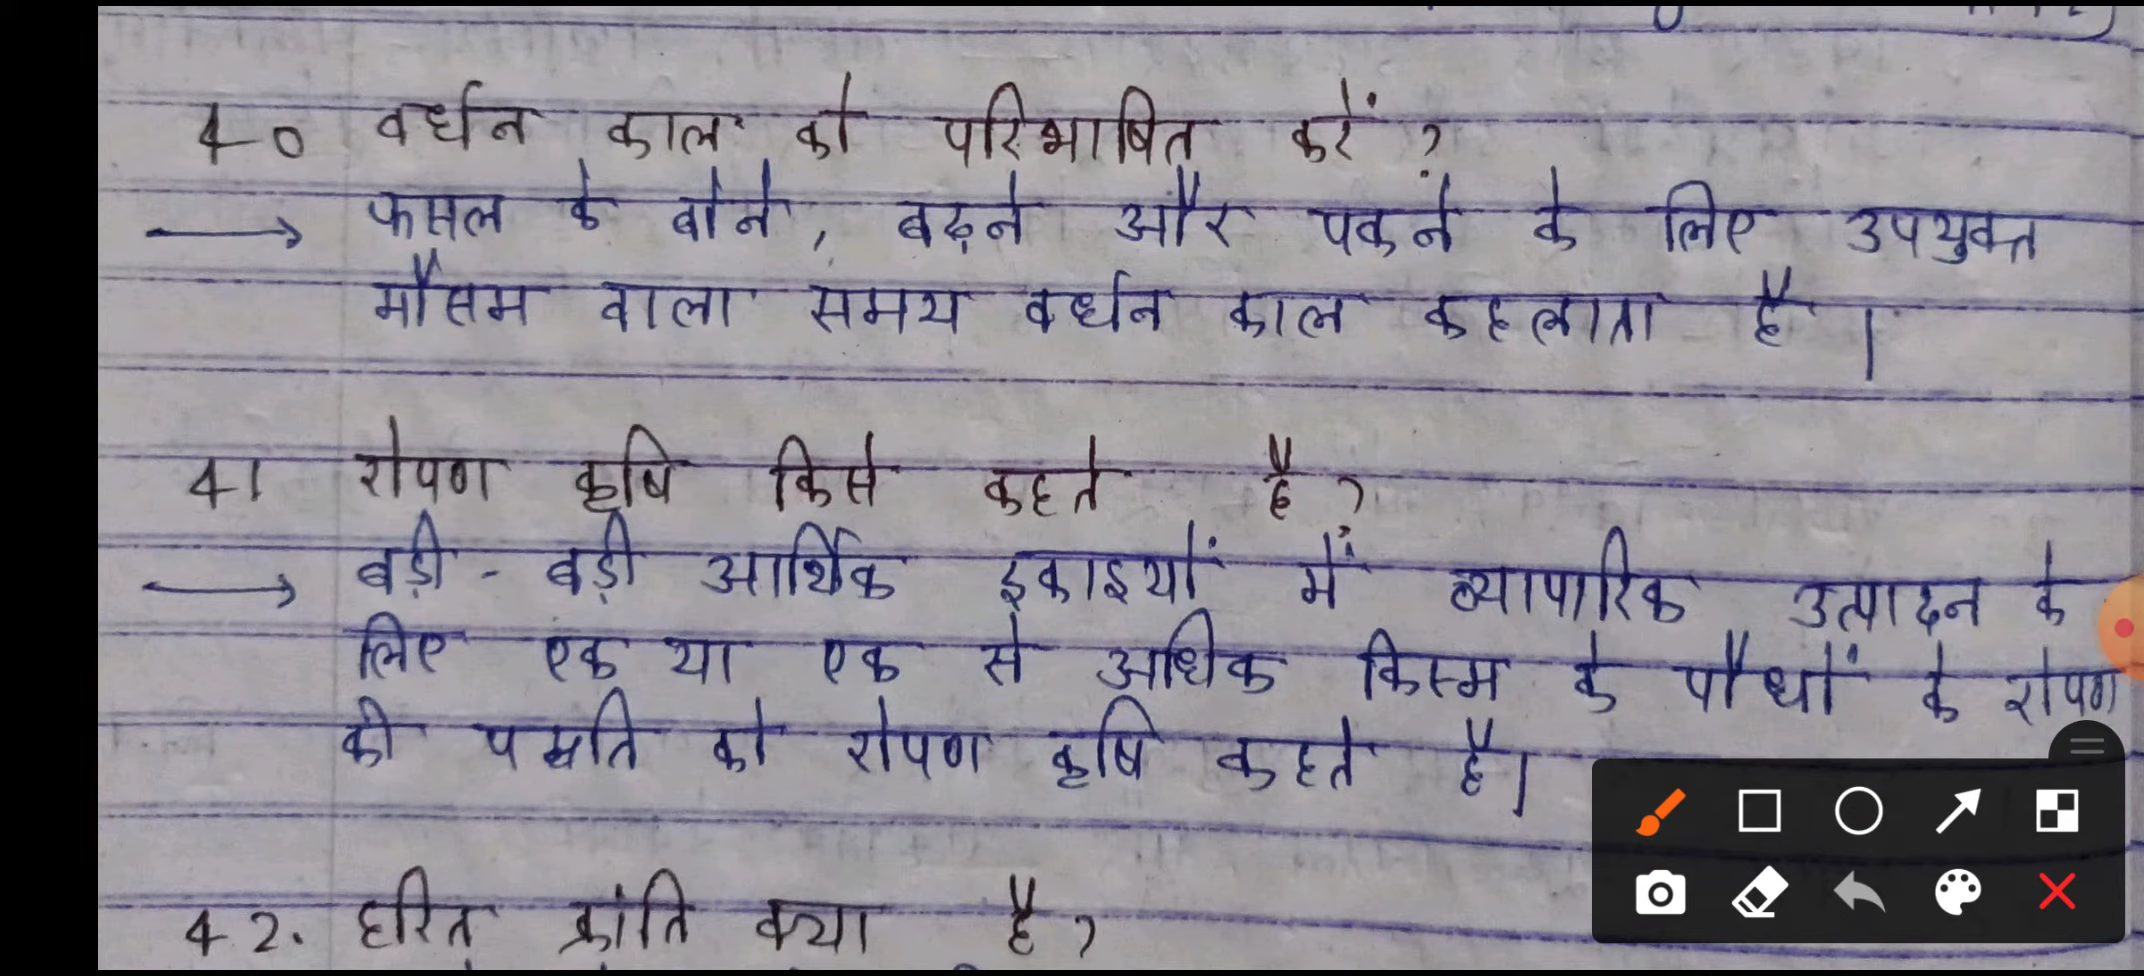 40 वर्धन काल को परिभाषित करें ?
→ फसल के बोने, बढ़ने और पकने के लिए उपयुक्त
मौसम वाला समय वर्धन काल कहलाता है |
41 रोपण कृषि किसे कहते है ?
→ बड़ी - बड़ी आर्थिक इकाइयों में व्यापारिक उत्पादन के
लिए एक या एक से अधिक किस्म के पौधों के रोपण
की पद्धति को रोपण कृषि कहते है |
42. हरित क्रांति क्या है ?